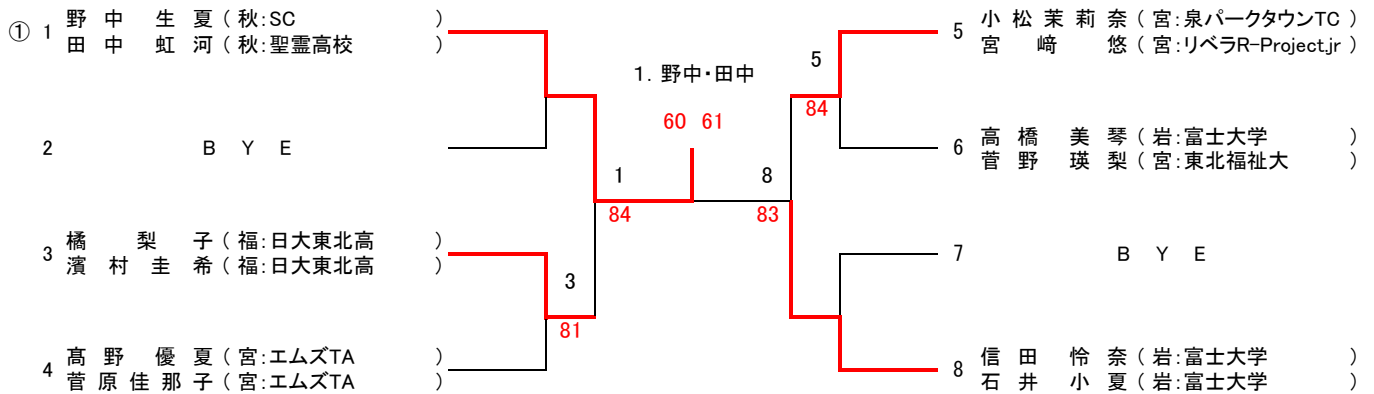 ① 1 野中 生夏 ( 秋:SC )
田中 虹河 ( 秋:聖霊高校 )
2 BYE
3 橘 梨子 ( 福:日大東北高 )
濱村圭希 ( 福:日大東北高 )
4 髙野 優夏 ( 宮:エムズTA )
菅原佳那子 ( 宮:エムズTA )
1. 野中・田中
60 61
1
84
3
81
8
83
5
84
5 小松茉莉奈 ( 宮:泉パークタウンTC )
宮﨑 悠 ( 宮:リベラR-Project.jr )
6 高橋 美琴 ( 岩:富士大学 )
菅野 瑛梨 ( 宮:東北福祉大 )
7 BYE
8 信田 怜奈 ( 岩:富士大学 )
石井 小夏 ( 岩:富士大学 )